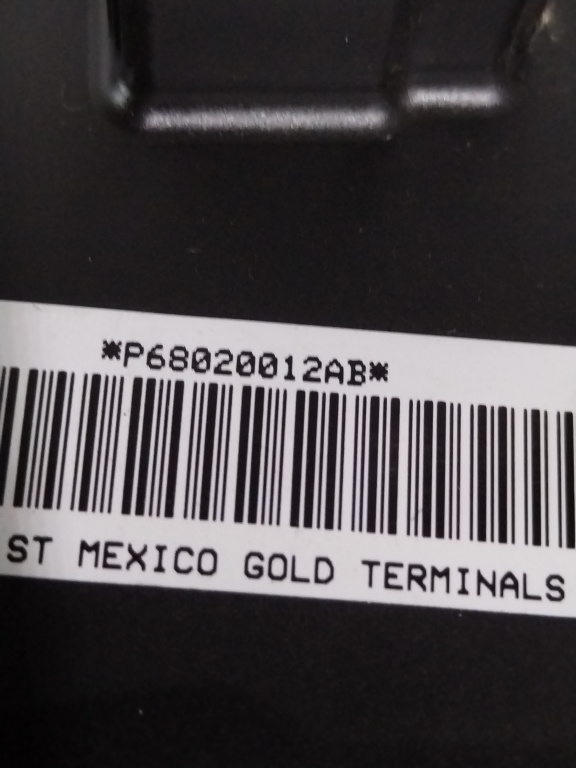 *P68020012AB*
ST MEXICO GOLD TERMINALS